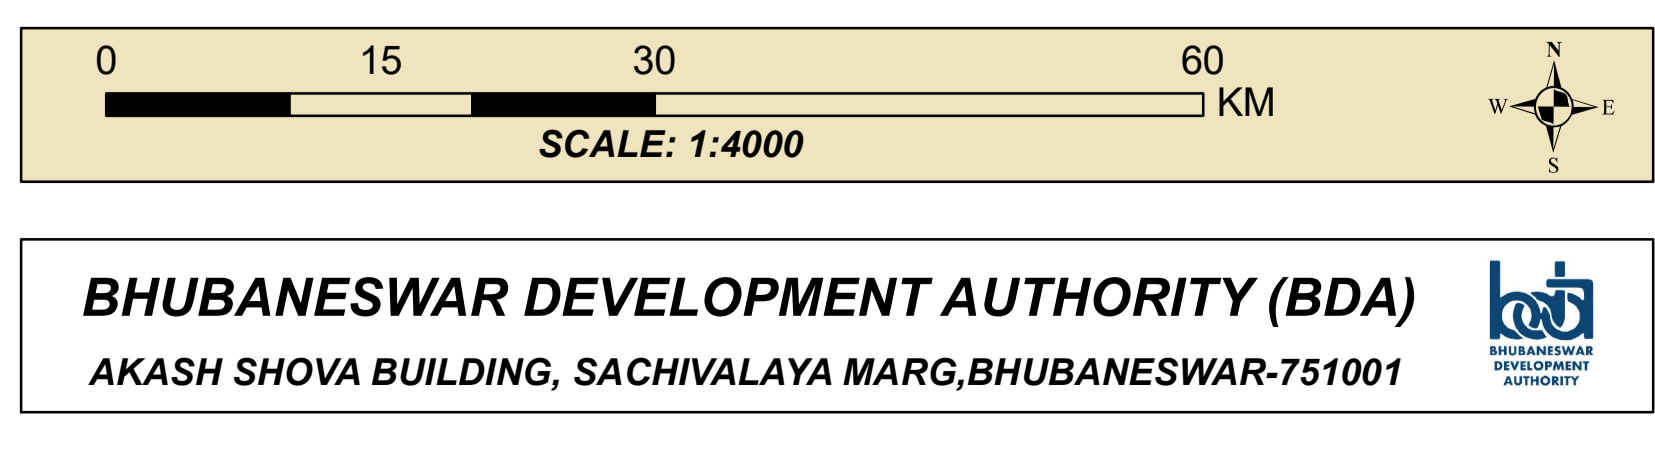 0 15 30 60
KM
SCALE: 1:4000
N
W E
S
BHUBANESWAR DEVELOPMENT AUTHORITY (BDA)
AKASH SHOVA BUILDING, SACHIVALAYA MARG,BHUBANESWAR-751001
bda
BHUBANESWAR
DEVELOPMENT
AUTHORITY